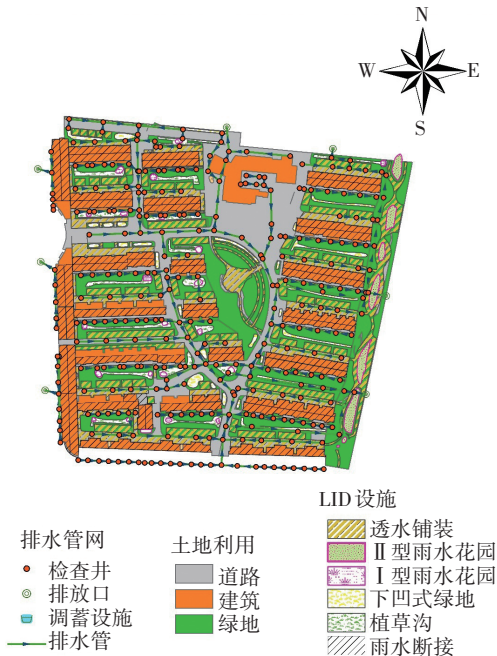 N
W E
S
LID设施
排水管网
检查井
排放口
调蓄设施
排水管
土地利用
道路
建筑
绿地
透水铺装
Ⅱ型雨水花园
Ⅰ型雨水花园
下凹式绿地
植草沟
雨水断接